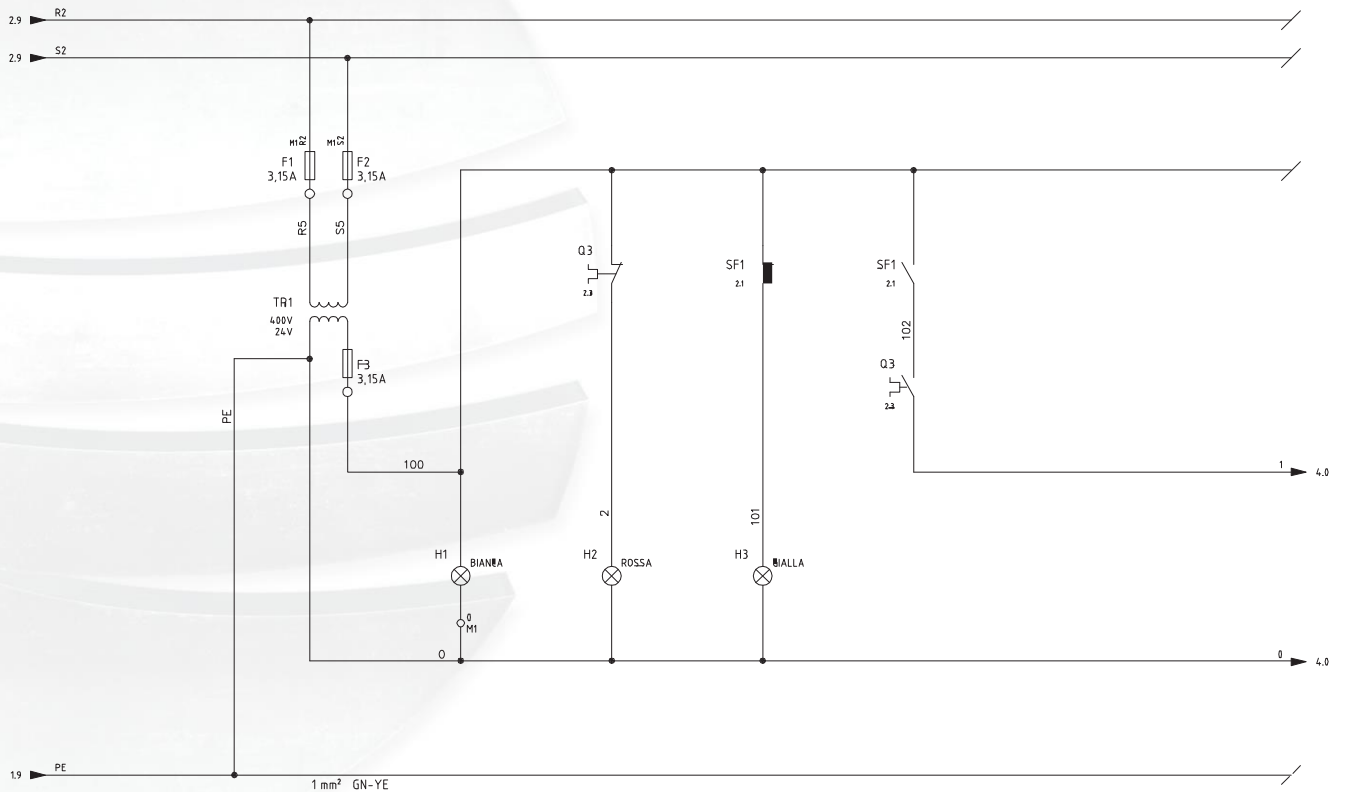 2.9 R2
2.9 S2
M1 R2 M1 S2
F1 F2
3,15A 3,15A
R5 S5
Q3 SF1 SF1
2.3 2.1 2.1
TR1
400V
24V
102
F3
3,15A
Q3
2.3
PE
100
1 4.0
2 101
H1 BIANCA H2 ROSSA H3 GIALLA
0
M1
0 0 4.0
1.9 PE
1 mm² GN-YE